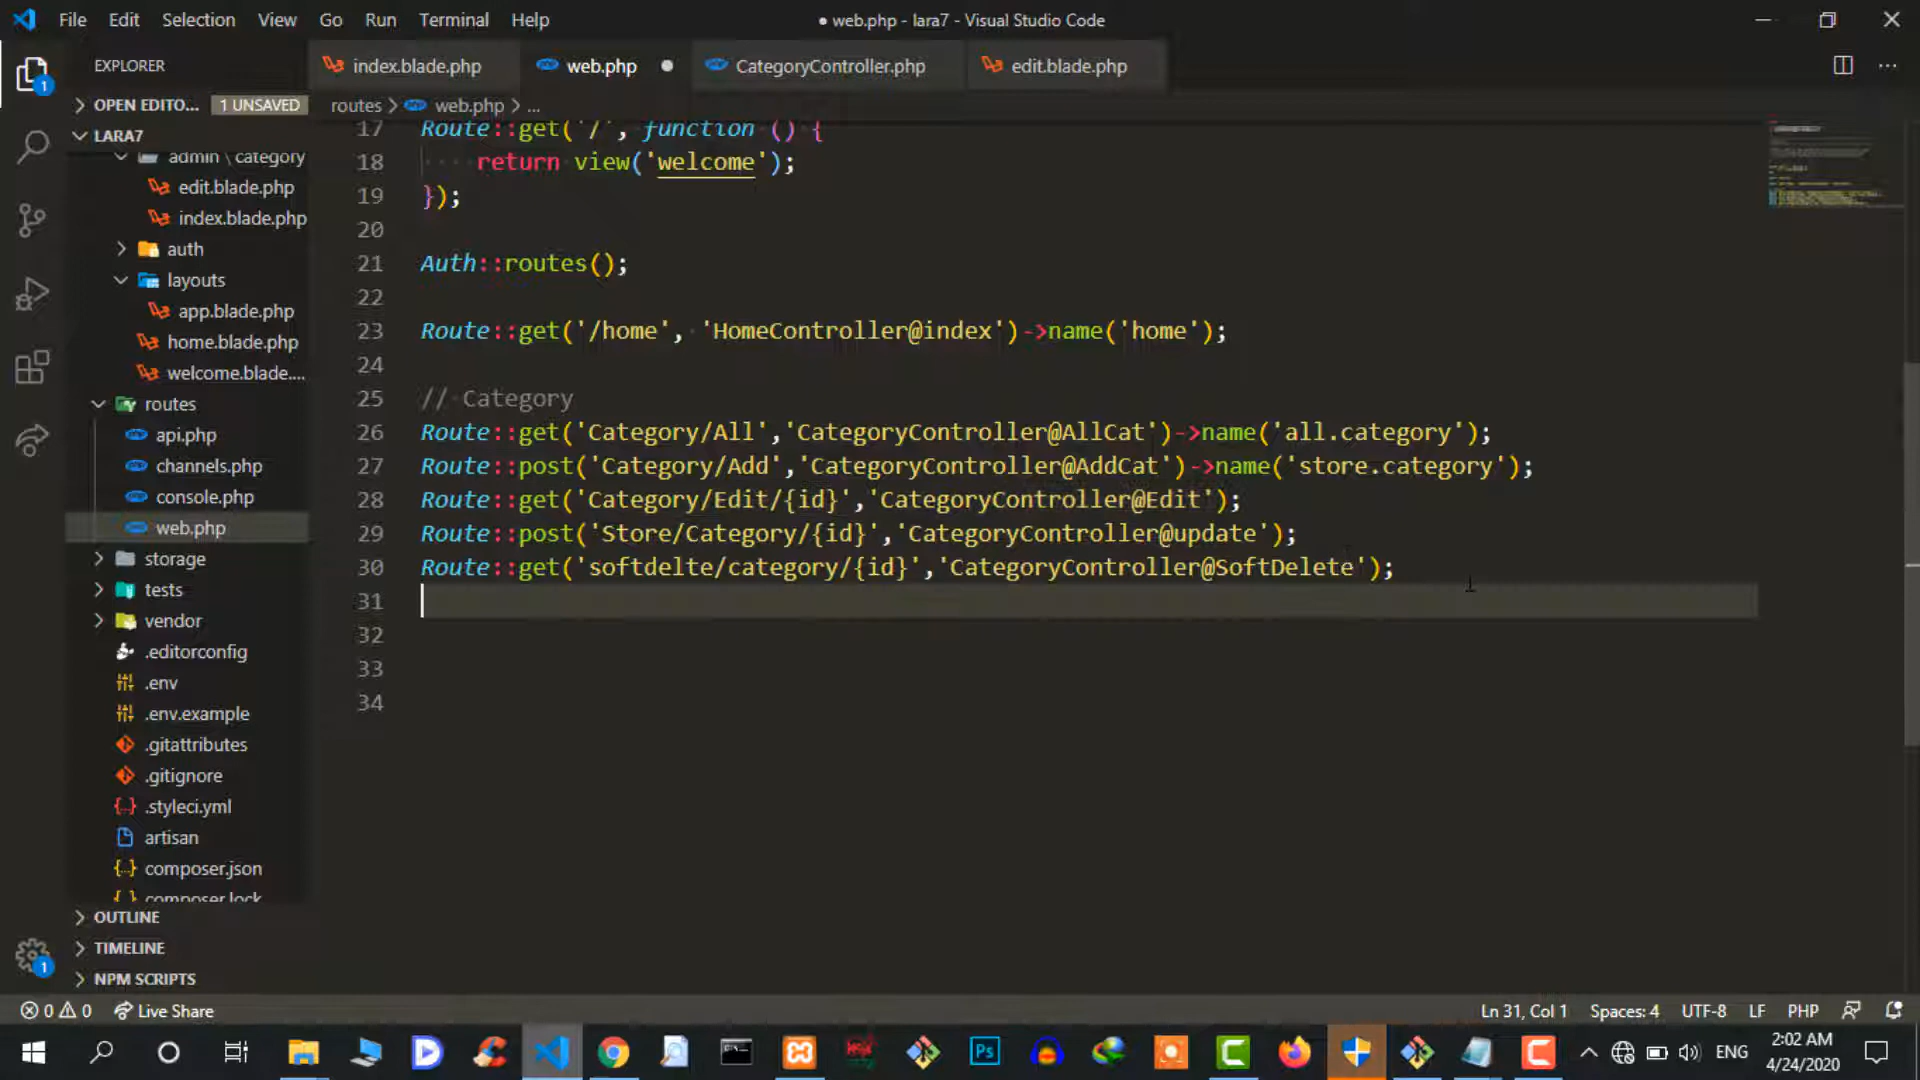 File Edit Selection View Go Run Terminal Help ● web.php - lara7 - Visual Studio Code
EXPLORER
index.blade.php
web.php
CategoryController.php
edit.blade.php
OPEN EDITO... 1 UNSAVED
routes > web.php > ...
LARA7
admin \ category
edit.blade.php
index.blade.php
auth
layouts
app.blade.php
home.blade.php
welcome.blade....
routes
api.php
channels.php
console.php
web.php
storage
tests
vendor
.editorconfig
.env
.env.example
.gitattributes
.gitignore
.styleci.yml
artisan
composer.json
composer.lock
OUTLINE
TIMELINE
NPM SCRIPTS
17 Route::get('/', function () {
18 return view('welcome');
19 });
20
21 Auth::routes();
22
23 Route::get('/home', 'HomeController@index')->name('home');
24
25 // Category
26 Route::get('Category/All','CategoryController@AllCat')->name('all.category');
27 Route::post('Category/Add','CategoryController@AddCat')->name('store.category');
28 Route::get('Category/Edit/{id}','CategoryController@Edit');
29 Route::post('Store/Category/{id}','CategoryController@update');
30 Route::get('softdelte/category/{id}','CategoryController@SoftDelete');
31
32
33
34
1
1
0 0 Live Share
Ln 31, Col 1 Spaces: 4 UTF-8 LF PHP
Ps
ENG
2:02 AM
4/24/2020